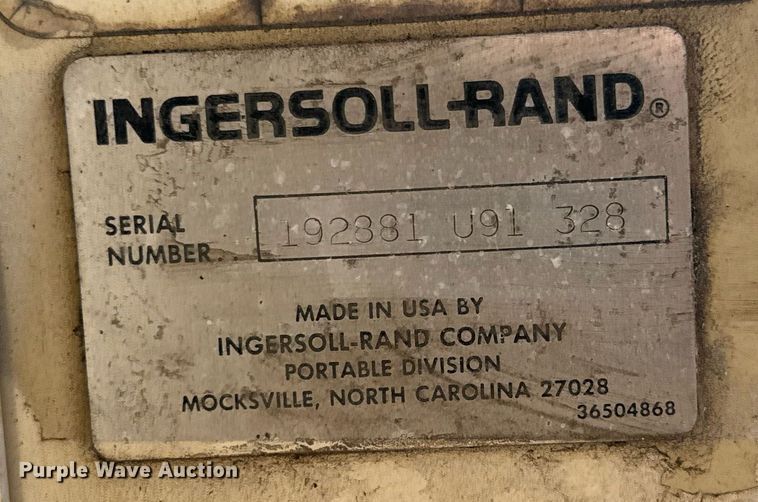 INGERSOLL-RAND®
SERIAL
NUMBER
192881 U91 328
MADE IN USA BY
INGERSOLL-RAND COMPANY
PORTABLE DIVISION
MOCKSVILLE, NORTH CAROLINA 27028
36504868
Purple Wave Auction